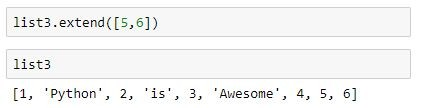 list3.extend([5,6])
list3
[1, 'Python', 2, 'is', 3, 'Awesome', 4, 5, 6]